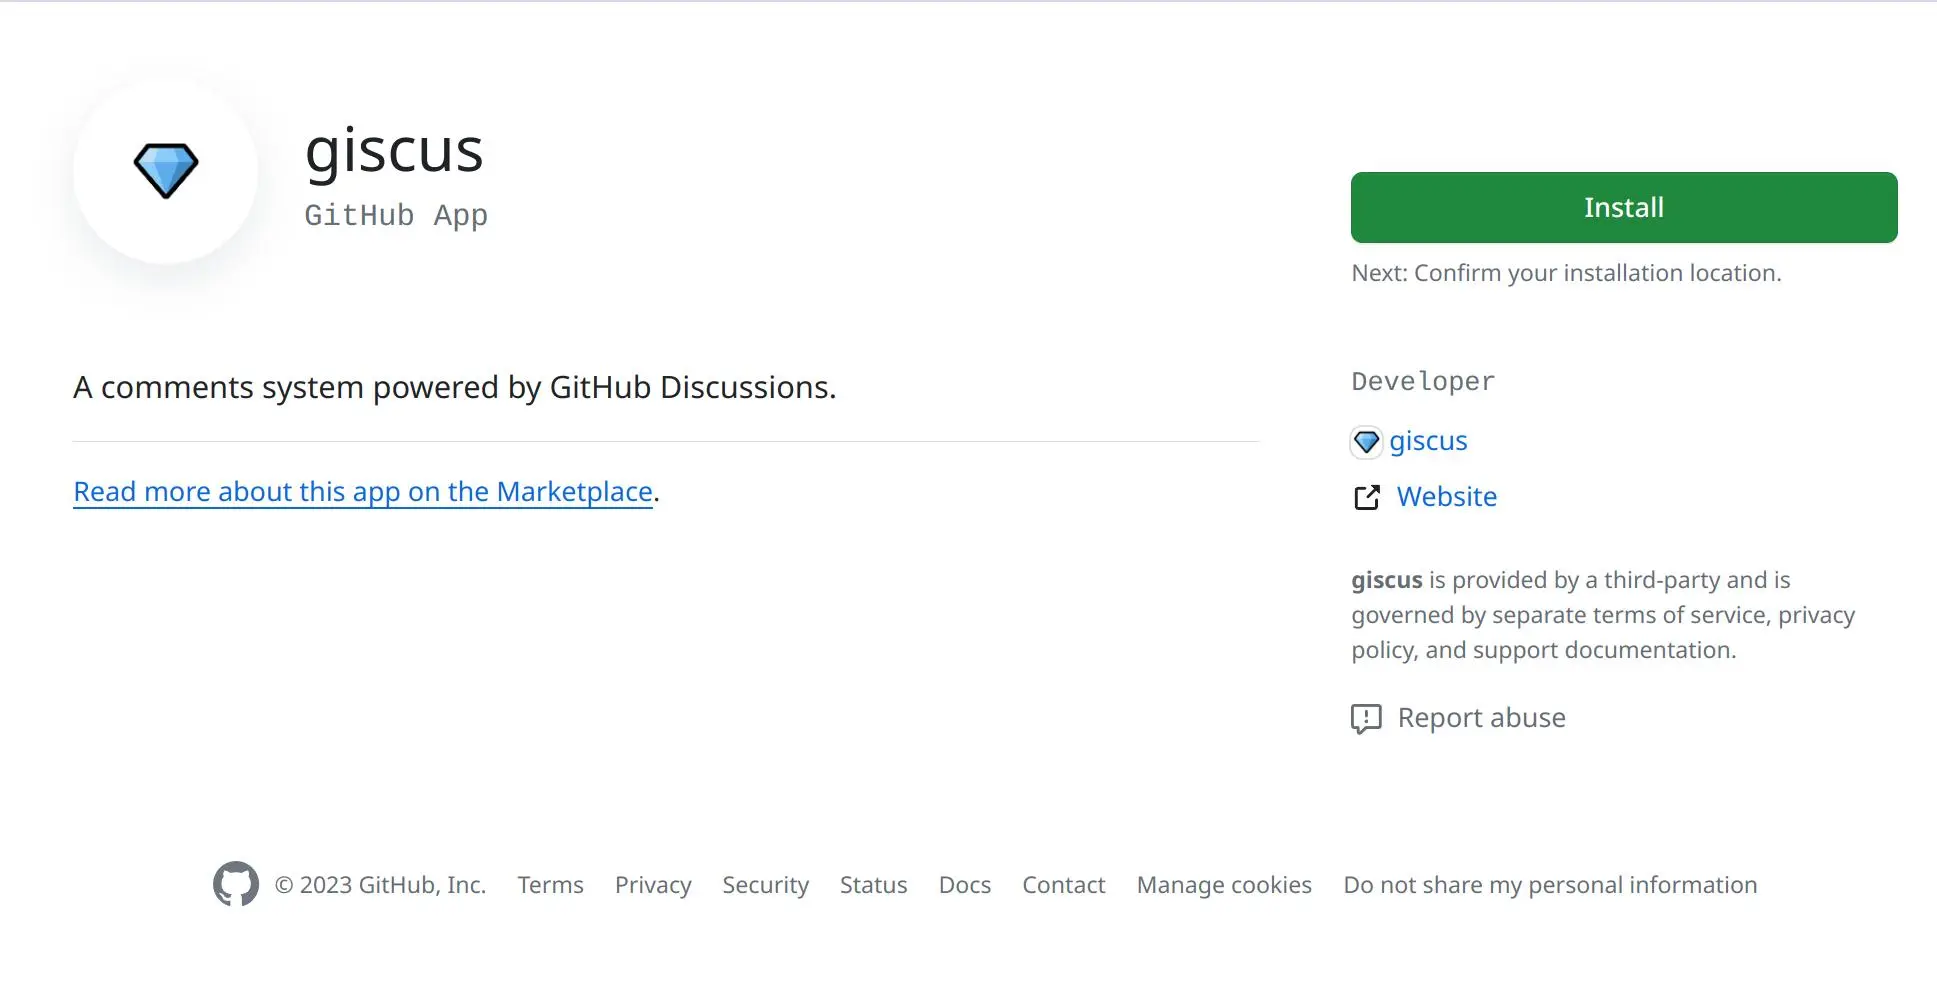 giscus
GitHub App
A comments system powered by GitHub Discussions.
Read more about this app on the Marketplace.
Install
Next: Confirm your installation location.
Developer
giscus
Website
giscus is provided by a third-party and is
governed by separate terms of service, privacy
policy, and support documentation.
Report abuse
© 2023 GitHub, Inc. Terms Privacy Security Status Docs Contact Manage cookies Do not share my personal information